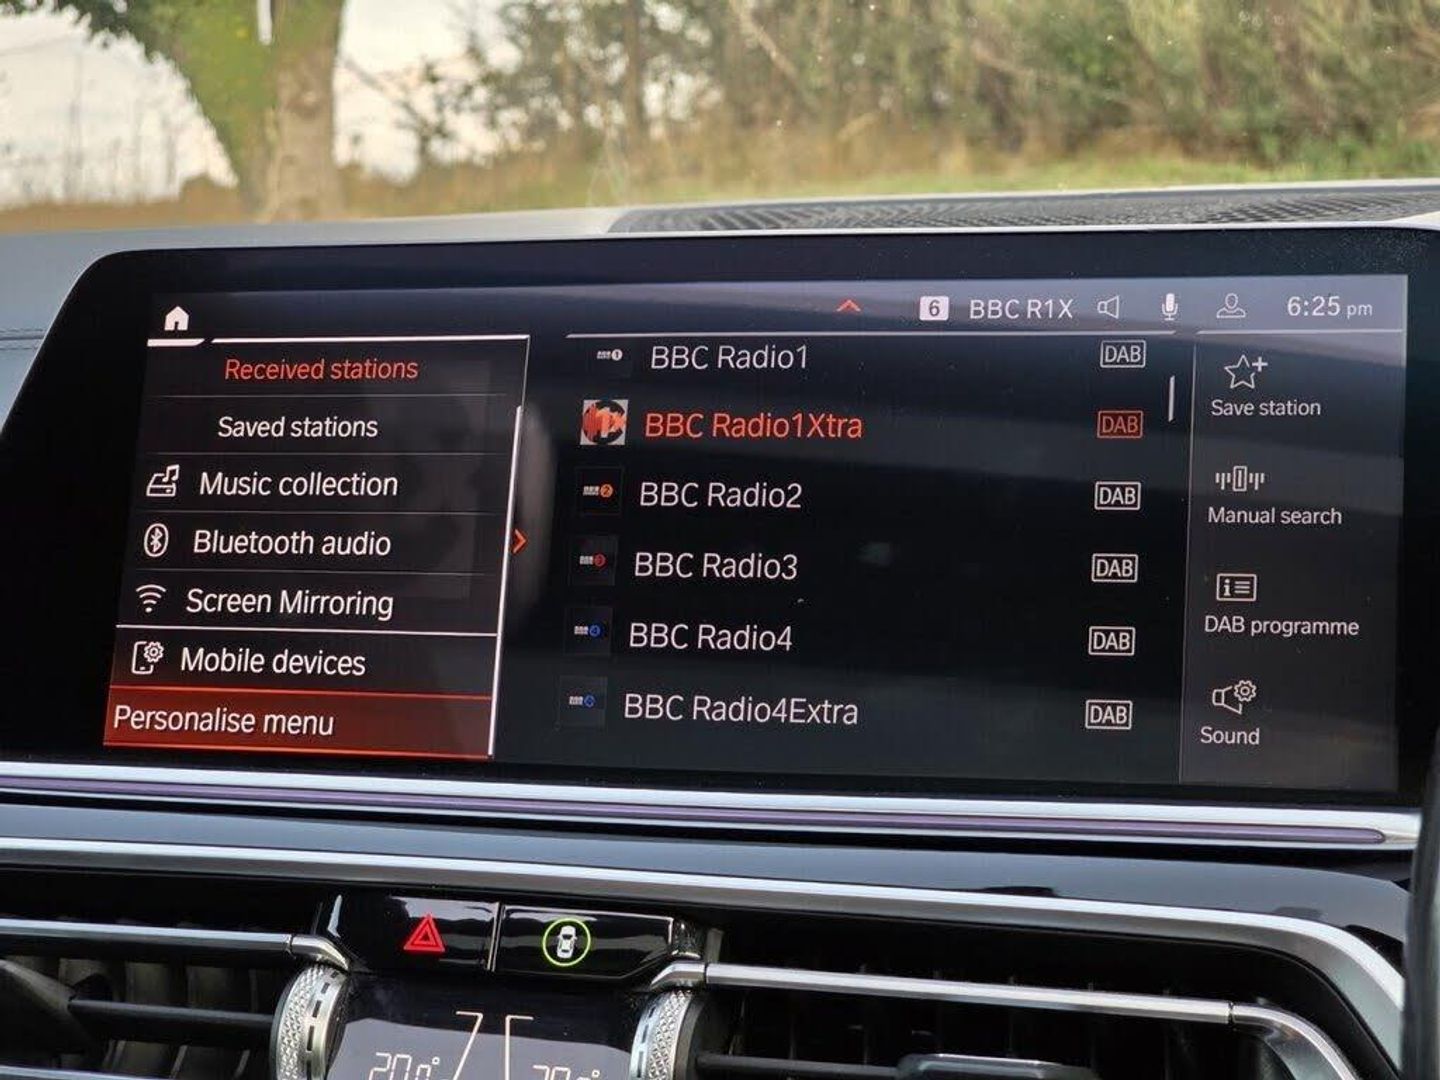 6 BBC R1X 6:25 pm
Received stations
Saved stations
Music collection
Bluetooth audio
Screen Mirroring
Mobile devices
Personalise menu
BBC Radio1 DAB
BBC Radio1Xtra DAB
BBC Radio2 DAB
BBC Radio3 DAB
BBC Radio4 DAB
BBC Radio4Extra DAB
Save station
Manual search
DAB programme
Sound
20.0°